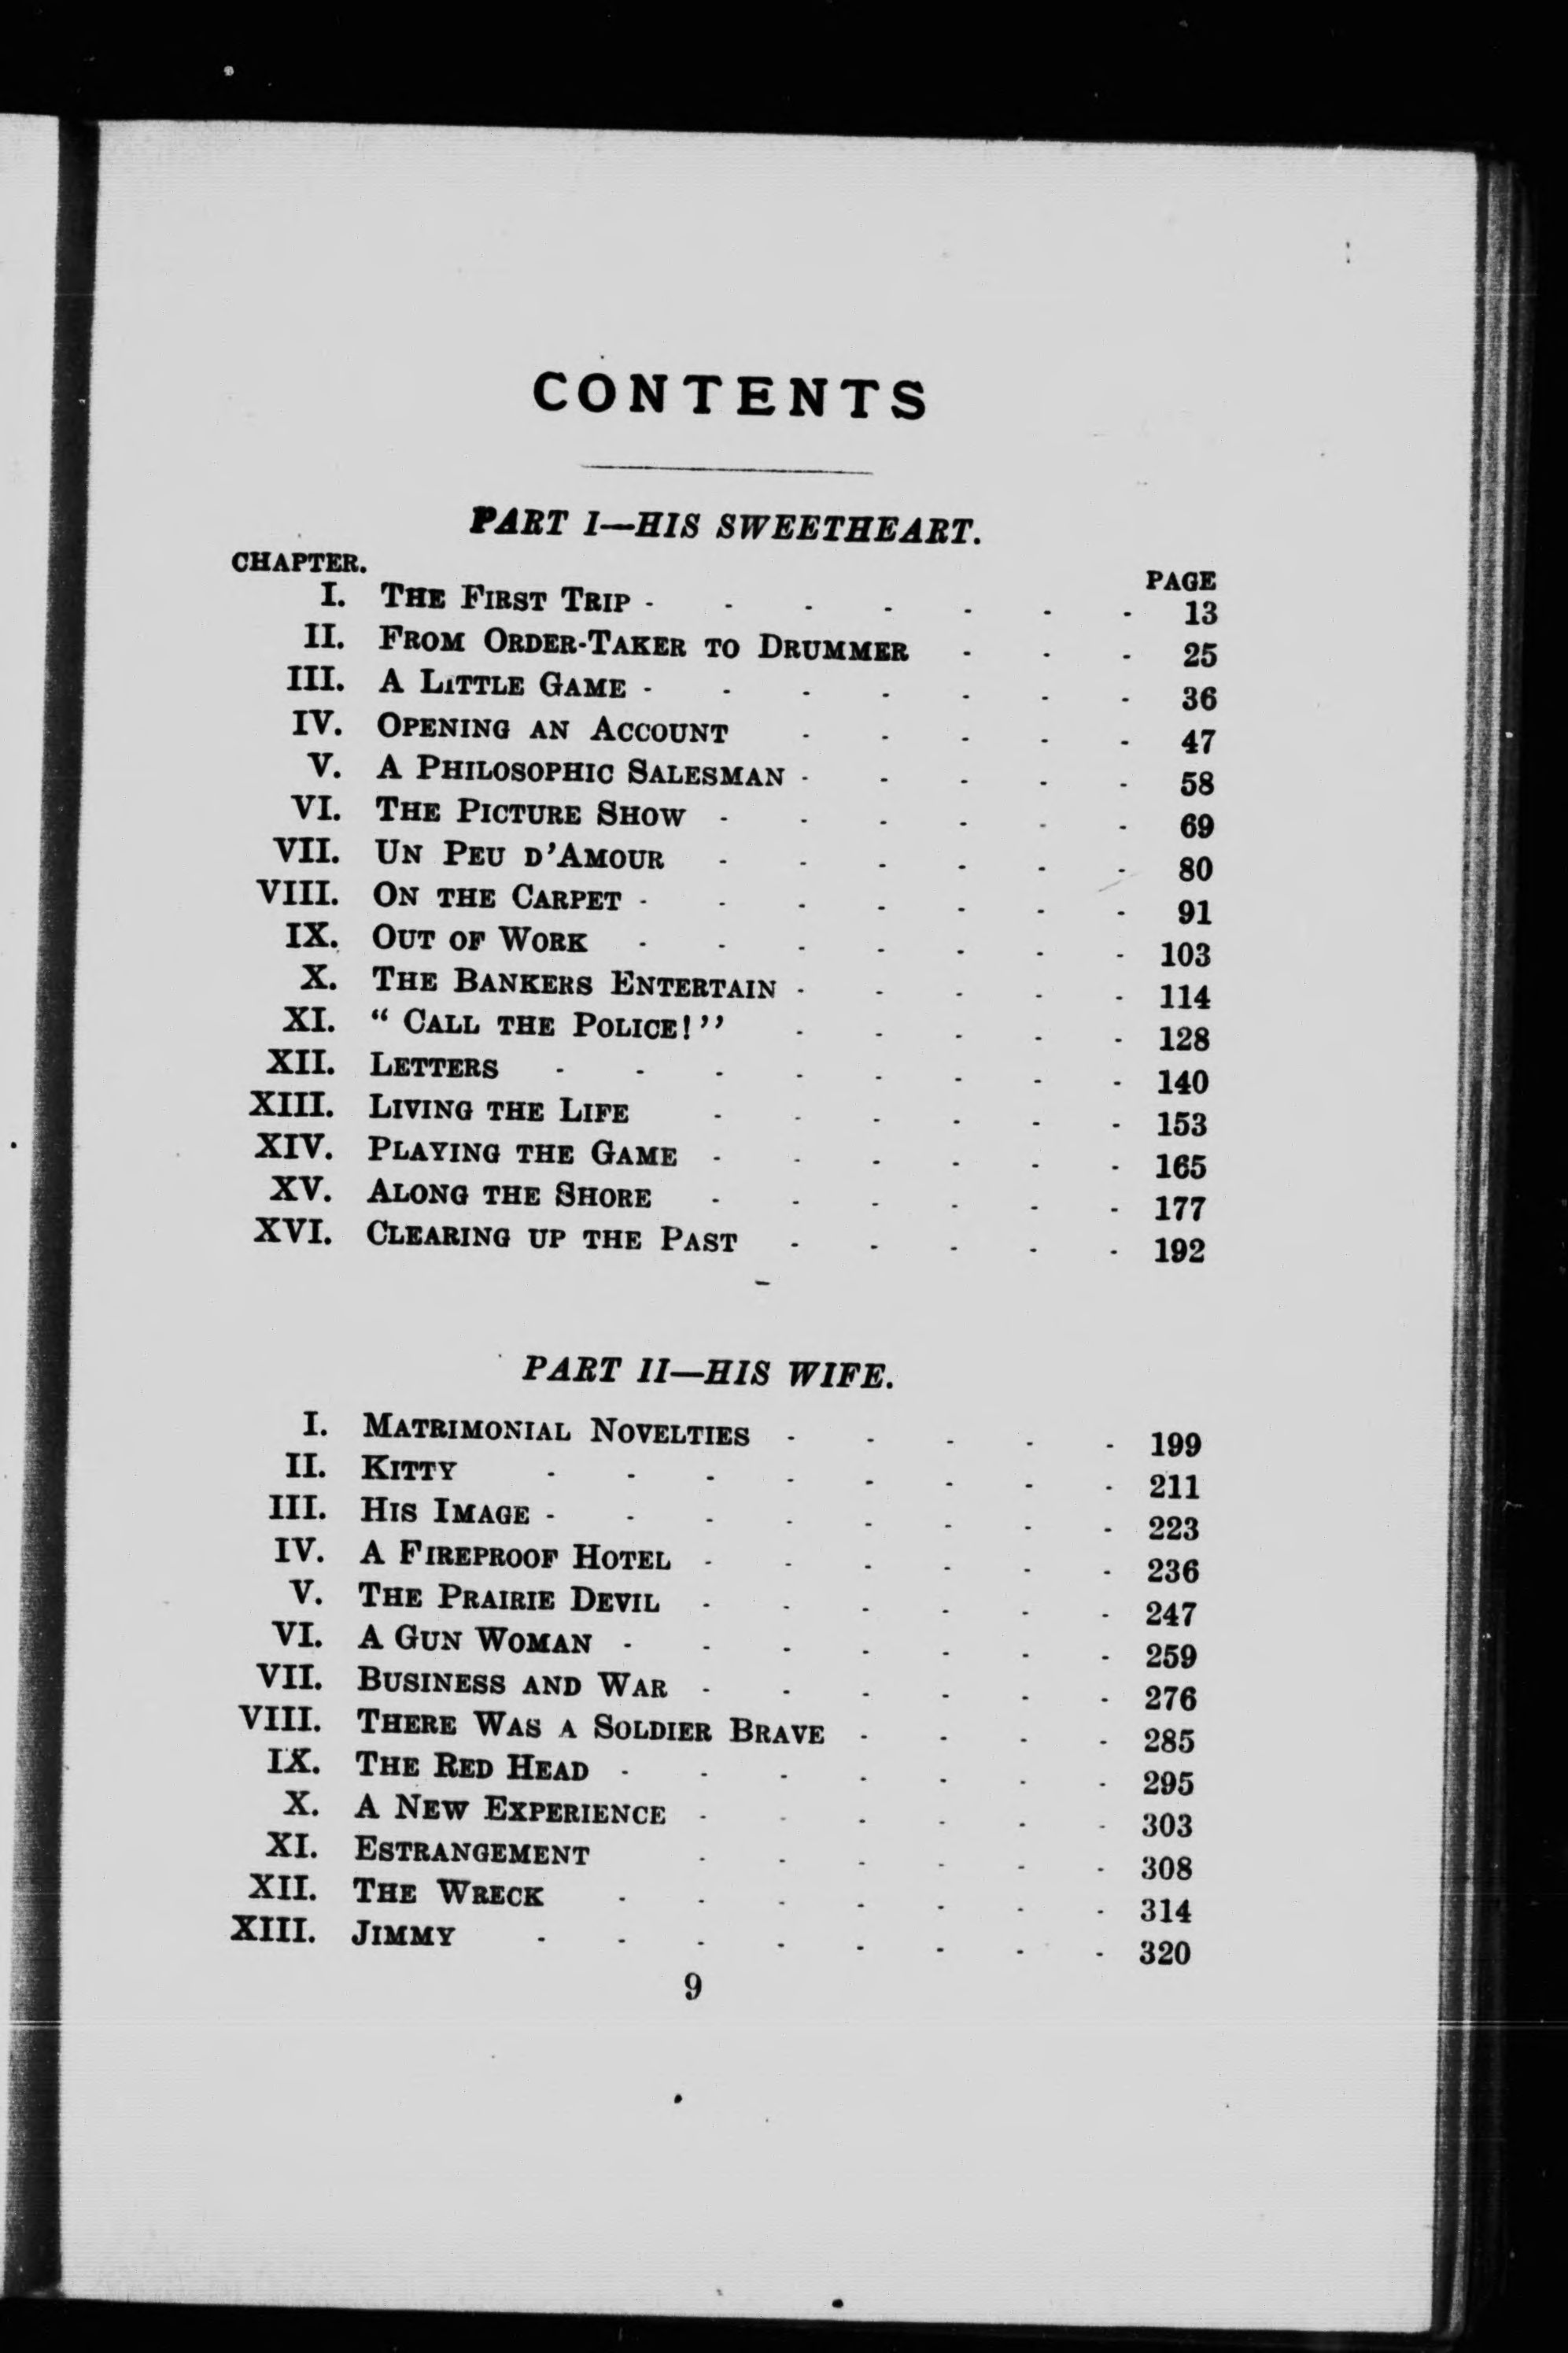 CONTENTS
PART I—HIS SWEETHEART.
CHAPTER. PAGE
I. THE FIRST TRIP - - - - - - - 13
II. FROM ORDER-TAKER TO DRUMMER - - - 25
III. A LITTLE GAME - - - - - - - 36
IV. OPENING AN ACCOUNT - - - - - 47
V. A PHILOSOPHIC SALESMAN - - - - - 58
VI. THE PICTURE SHOW - - - - - - 69
VII. UN PEU D'AMOUR - - - - - - 80
VIII. ON THE CARPET - - - - - - - 91
IX. OUT OF WORK - - - - - - - 103
X. THE BANKERS ENTERTAIN - - - - - 114
XI. “ CALL THE POLICE!’’ - - - - - 128
XII. LETTERS - - - - - - - - 140
XIII. LIVING THE LIFE - - - - - - 153
XIV. PLAYING THE GAME - - - - - - 165
XV. ALONG THE SHORE - - - - - - 177
XVI. CLEARING UP THE PAST - - - - - 192
PART II—HIS WIFE.
I. MATRIMONIAL NOVELTIES - - - - - 199
II. KITTY - - - - - - - - 211
III. HIS IMAGE - - - - - - - - 223
IV. A FIREPROOF HOTEL - - - - - - 236
V. THE PRAIRIE DEVIL - - - - - - 247
VI. A GUN WOMAN - - - - - - - 259
VII. BUSINESS AND WAR - - - - - - 276
VIII. THERE WAS A SOLDIER BRAVE - - - - 285
IX. THE RED HEAD - - - - - - - 295
X. A NEW EXPERIENCE - - - - - - 303
XI. ESTRANGEMENT - - - - - - 308
XII. THE WRECK - - - - - - - 314
XIII. JIMMY - - - - - - - - 320
9